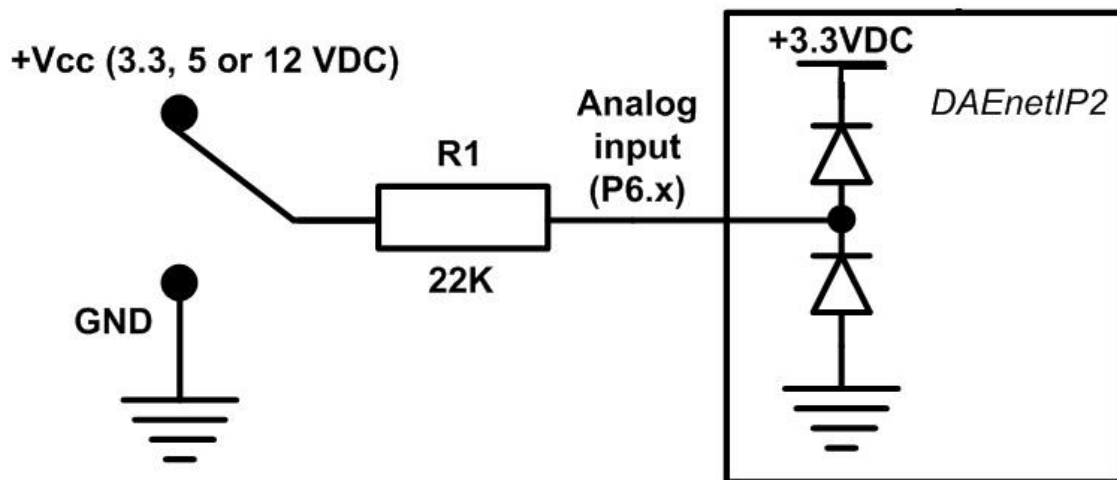 +Vcc (3.3, 5 or 12 VDC)
GND
R1
22K
Analog
input
(P6.x)
+3.3VDC
DAEnetIP2